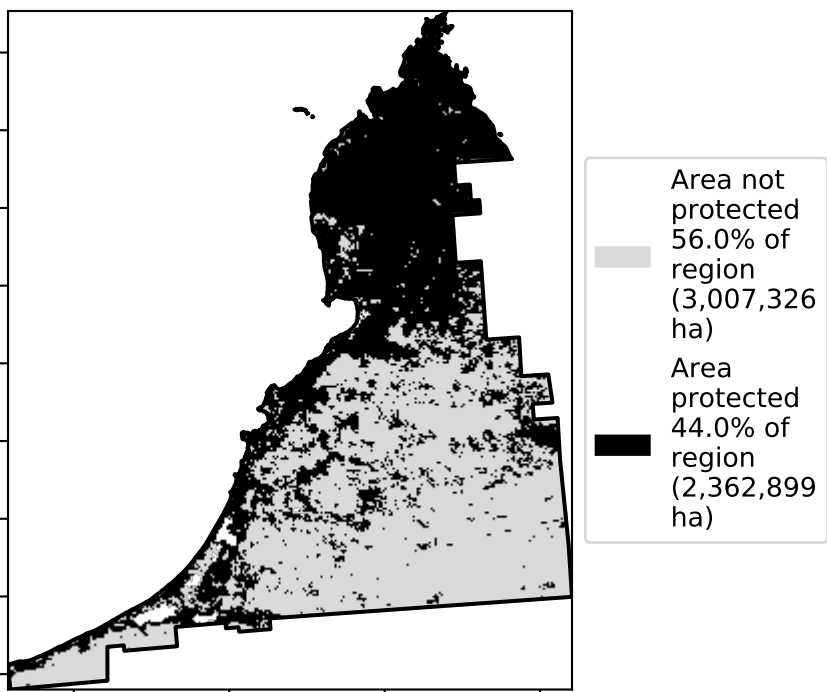 Area not
protected
56.0% of
region
(3,007,326
ha)
Area
protected
44.0% of
region
(2,362,899
ha)